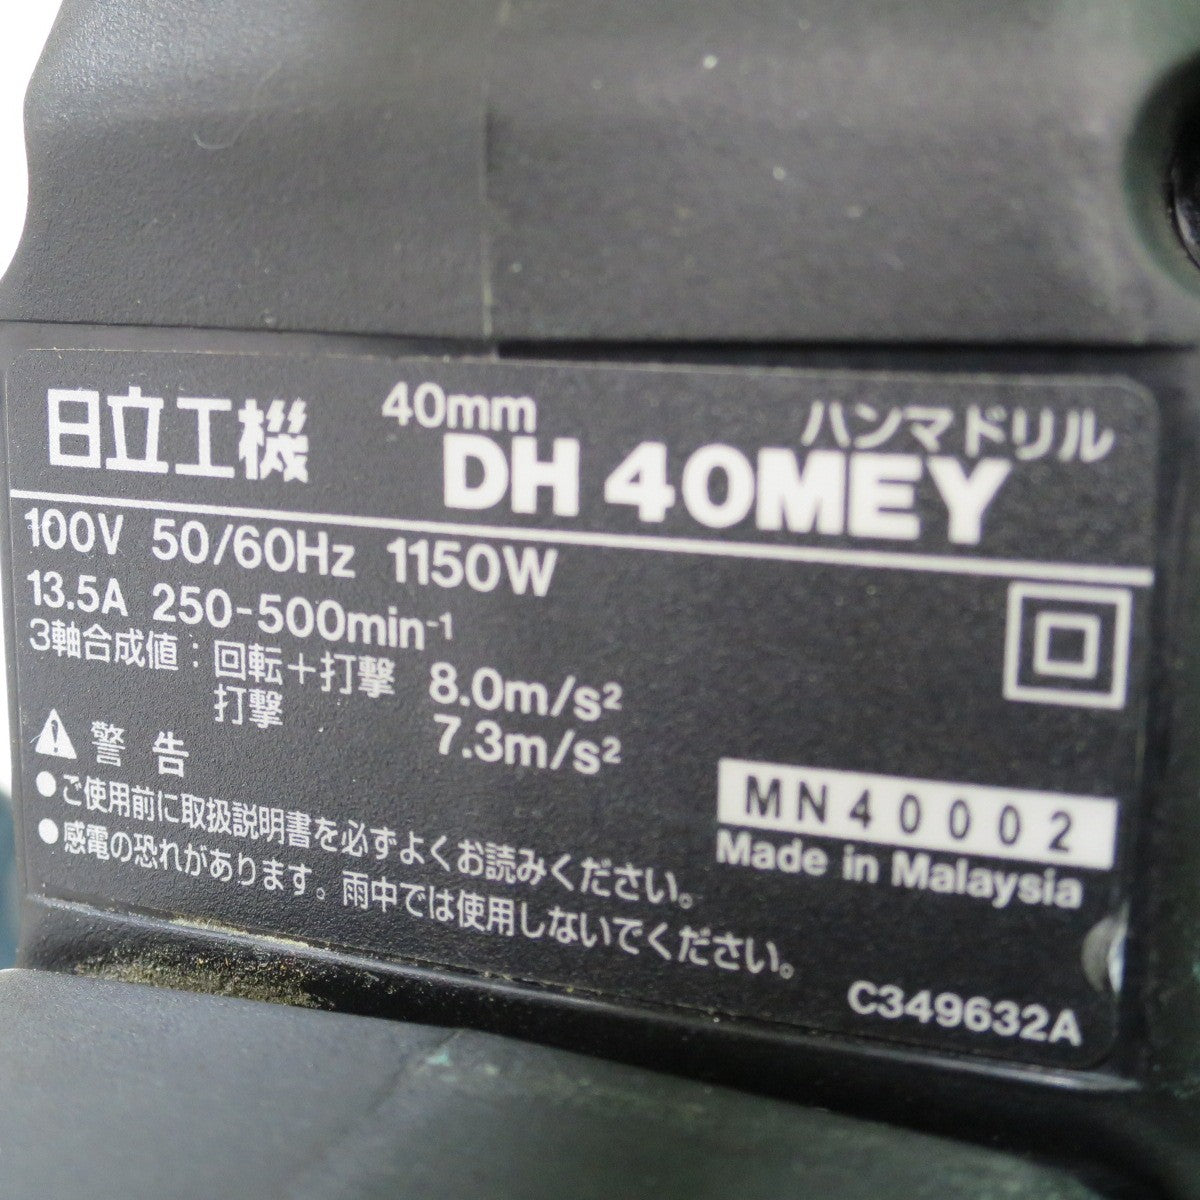 日立工機 40mm ハンマドリル
DH 40MEY
100V 50/60Hz 1150W
13.5A 250-500min⁻¹
3軸合成値：回転＋打撃 8.0m/s²
打撃 7.3m/s²
警告
●ご使用前に取扱説明書を必ずよくお読みください。
●感電の恐れがあります。雨中では使用しないでください。
MN40002
Made in Malaysia
C349632A